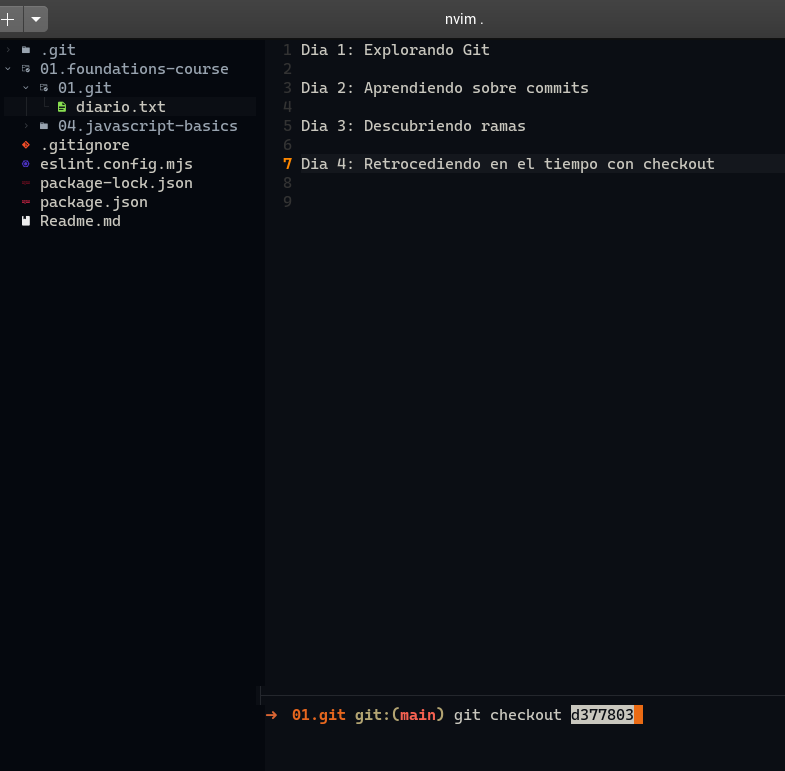 nvim .
.git
01.foundations-course
01.git
diario.txt
04.javascript-basics
.gitignore
eslint.config.mjs
package-lock.json
package.json
Readme.md
1 Dia 1: Explorando Git
2
3 Dia 2: Aprendiendo sobre commits
4
5 Dia 3: Descubriendo ramas
6
7 Dia 4: Retrocediendo en el tiempo con checkout
8
9
➜ 01.git git:(main) git checkout d377803